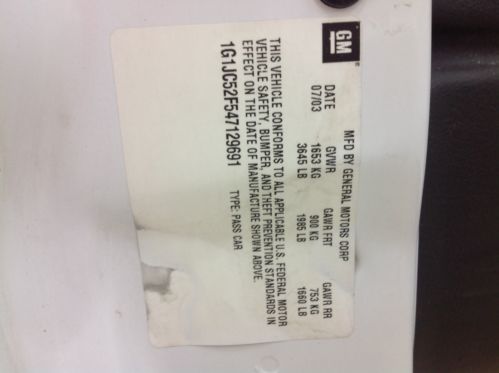 GM
MFD BY GENERAL MOTORS CORP
DATE GVWR GAWR FRT GAWR RR
07/03 1653 KG 900 KG 753 KG
3645 LB 1985 LB 1660 LB
THIS VEHICLE CONFORMS TO ALL APPLICABLE U.S. FEDERAL MOTOR
VEHICLE SAFETY, BUMPER, AND THEFT PREVENTION STANDARDS IN
EFFECT ON THE DATE OF MANUFACTURE SHOWN ABOVE.
1G1JC52F547129691 TYPE: PASS CAR